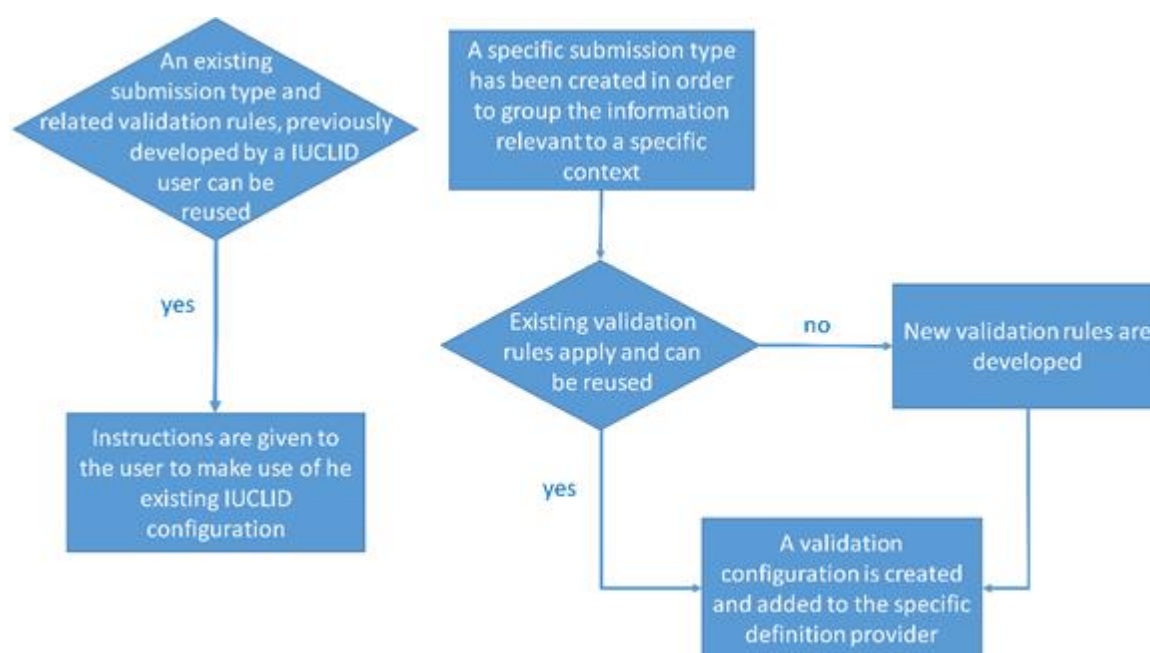 An existing
submission type and
related validation rules, previously
developed by a IUCLID
user can be
reused
yes
Instructions are given to
the user to make use of he
existing IUCLID
configuration
A specific submission type
has been created in order
to group the information
relevant to a specific
context
Existing validation
rules apply and can
be reused
no
New validation rules are
developed
yes
A validation
configuration is created
and added to the specific
definition provider